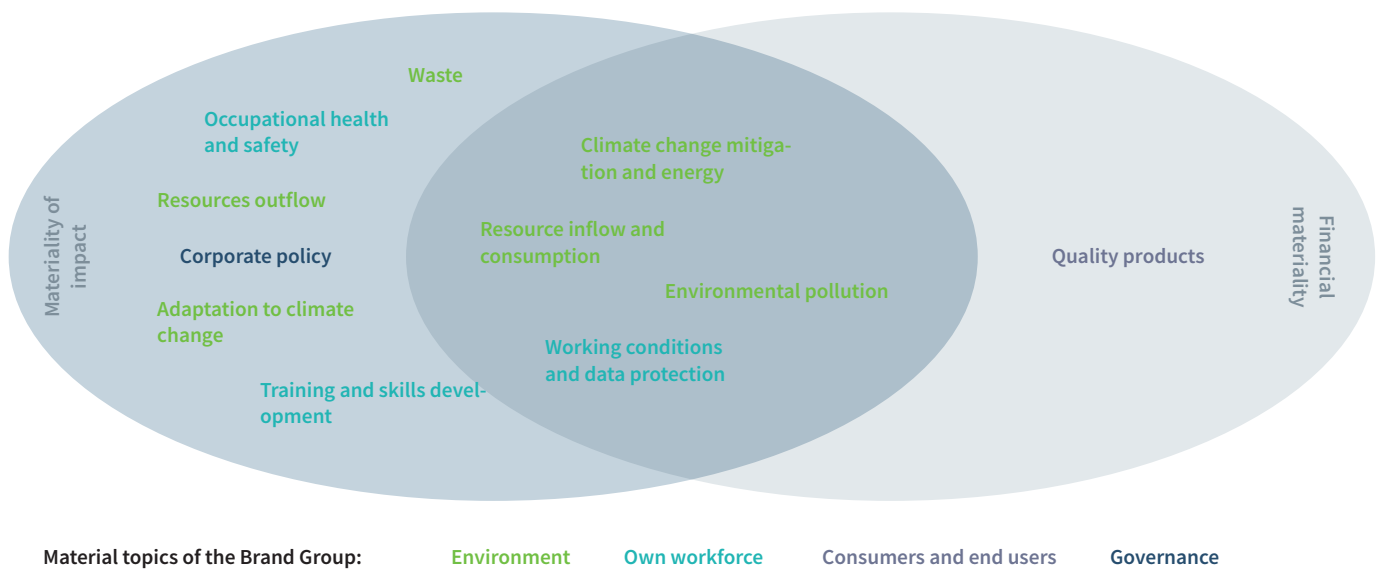 Waste
Occupational health
and safety
Climate change mitiga-
tion and energy
Resources outflow
Resource inflow and
consumption
Materiality of
impact
Corporate policy
Quality products
Financial
materiality
Environmental pollution
Adaptation to climate
change
Working conditions
and data protection
Training and skills devel-
opment
Material topics of the Brand Group: Environment Own workforce Consumers and end users Governance